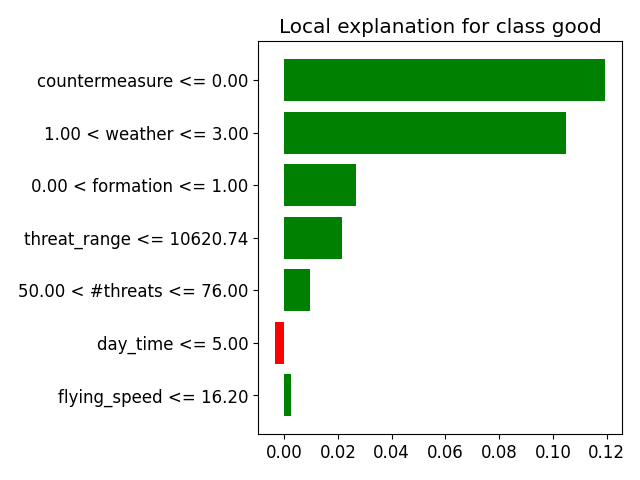 Local explanation for class good
countermeasure <= 0.00
1.00 < weather <= 3.00
0.00 < formation <= 1.00
threat_range <= 10620.74
50.00 < #threats <= 76.00
day_time <= 5.00
flying_speed <= 16.20
0.00 0.02 0.04 0.06 0.08 0.10 0.12